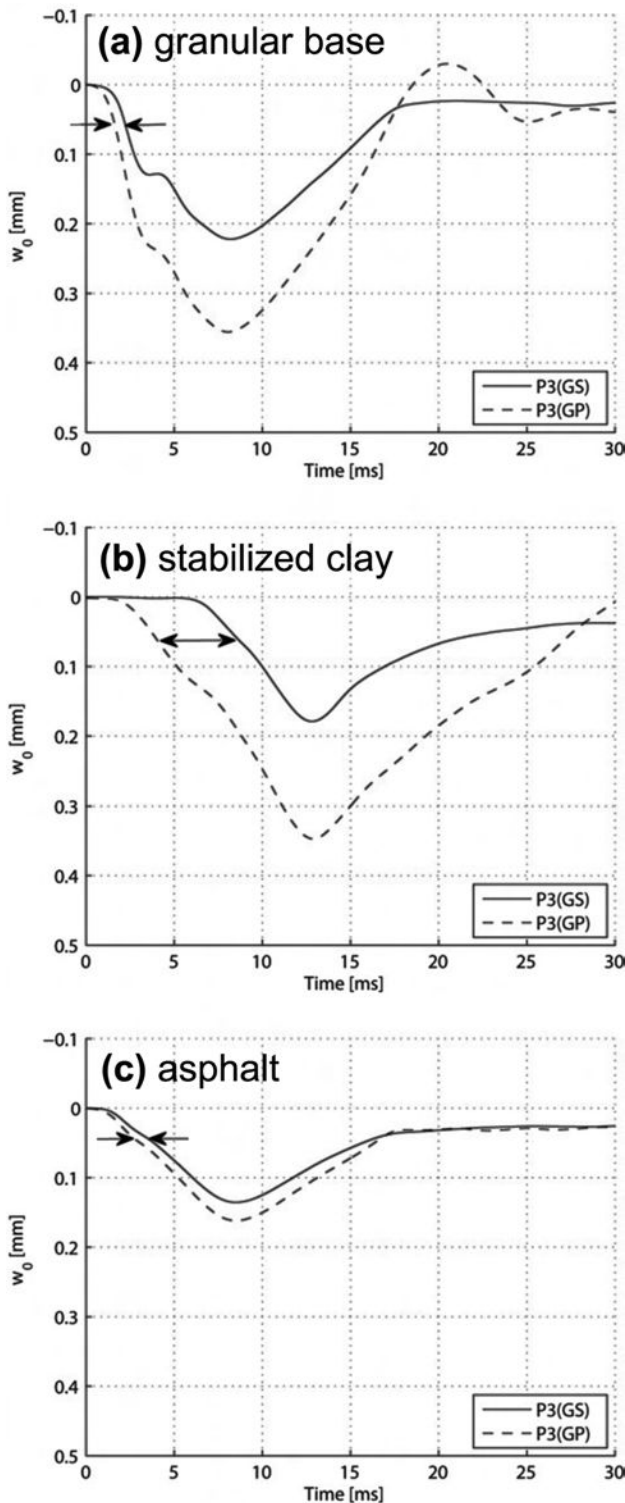 (a) granular base
−0.1
0
0.1
0.2
0.3
0.4
0.5
w0 [mm]
P3(GS)
P3(GP)
0 5 10 15 20 25 30
Time [ms]
(b) stabilized clay
−0.1
0
0.1
0.2
0.3
0.4
0.5
w0 [mm]
P3(GS)
P3(GP)
0 5 10 15 20 25 30
Time [ms]
(c) asphalt
−0.1
0
0.1
0.2
0.3
0.4
0.5
w0 [mm]
P3(GS)
P3(GP)
0 5 10 15 20 25 30
Time [ms]